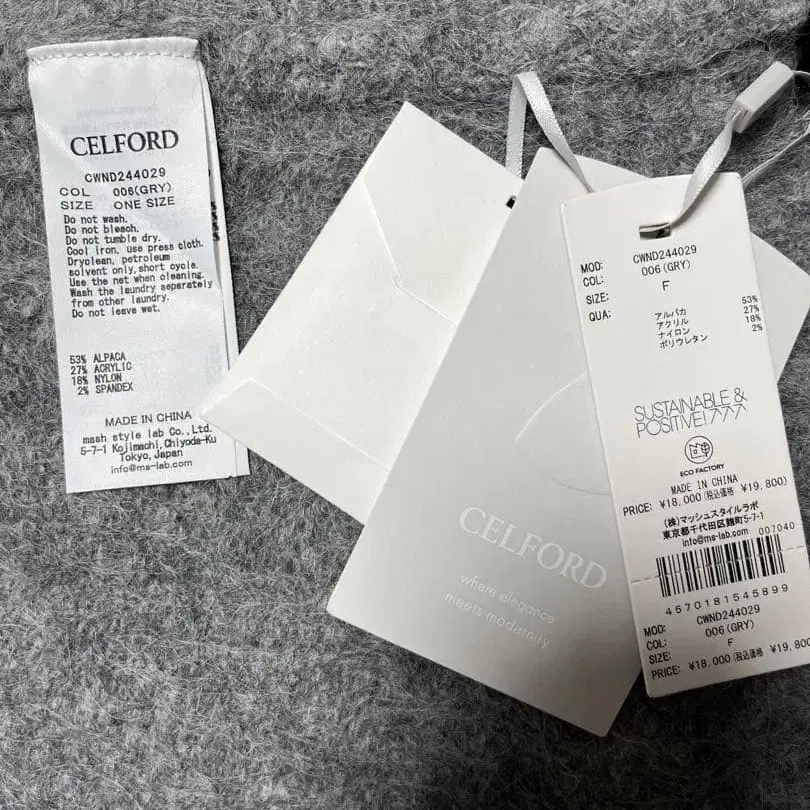 CELFORD
CWND244029
COL 006(GRY)
SIZE ONE SIZE
Do not wash.
Do not bleach.
Do not tumble dry.
Cool iron, use press cloth.
Dryclean, petroleum
solvent only, short cycle.
Use the net when cleaning.
Wash the laundry separately
from other laundry.
Do not leave wet.
53% ALPACA
27% ACRYLIC
18% NYLON
2% SPANDEX
MADE IN CHINA
mash style lab Co., Ltd.
5-7-1 Kojimachi, Chiyoda-Ku
Tokyo, Japan
info@ms-lab.com
CELFORD
where elegance
meets modernity
MOD: CWND244029
COL: 006(GRY)
SIZE: F
QUA: アルパカ 53%
アクリル 27%
ナイロン 18%
ポリウレタン 2%
SUSTAINABLE &
POSITIVE!
ECO FACTORY
MADE IN CHINA
PRICE: ¥18,000(税込価格 ¥19,800)
(株)マッシュスタイルラボ
東京都千代田区麹町5-7-1
info@ms-lab.com 007040
4570181545899
MOD: CWND244029
COL: 006(GRY)
SIZE: F
PRICE: ¥18,000(税込価格 ¥19,800